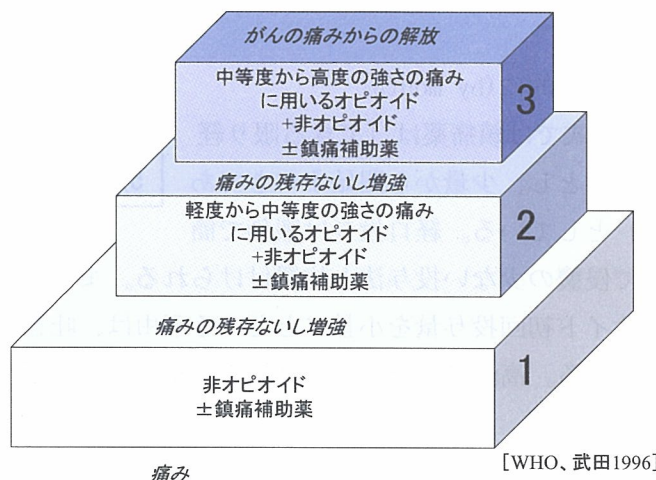 がんの痛みからの解放
中等度から高度の強さの痛み
に用いるオピオイド
+非オピオイド
±鎮痛補助薬
3
痛みの残存ないし増強
軽度から中等度の強さの痛み
に用いるオピオイド
+非オピオイド
±鎮痛補助薬
2
痛みの残存ないし増強
非オピオイド
±鎮痛補助薬
1
痛み
[WHO、武田1996]